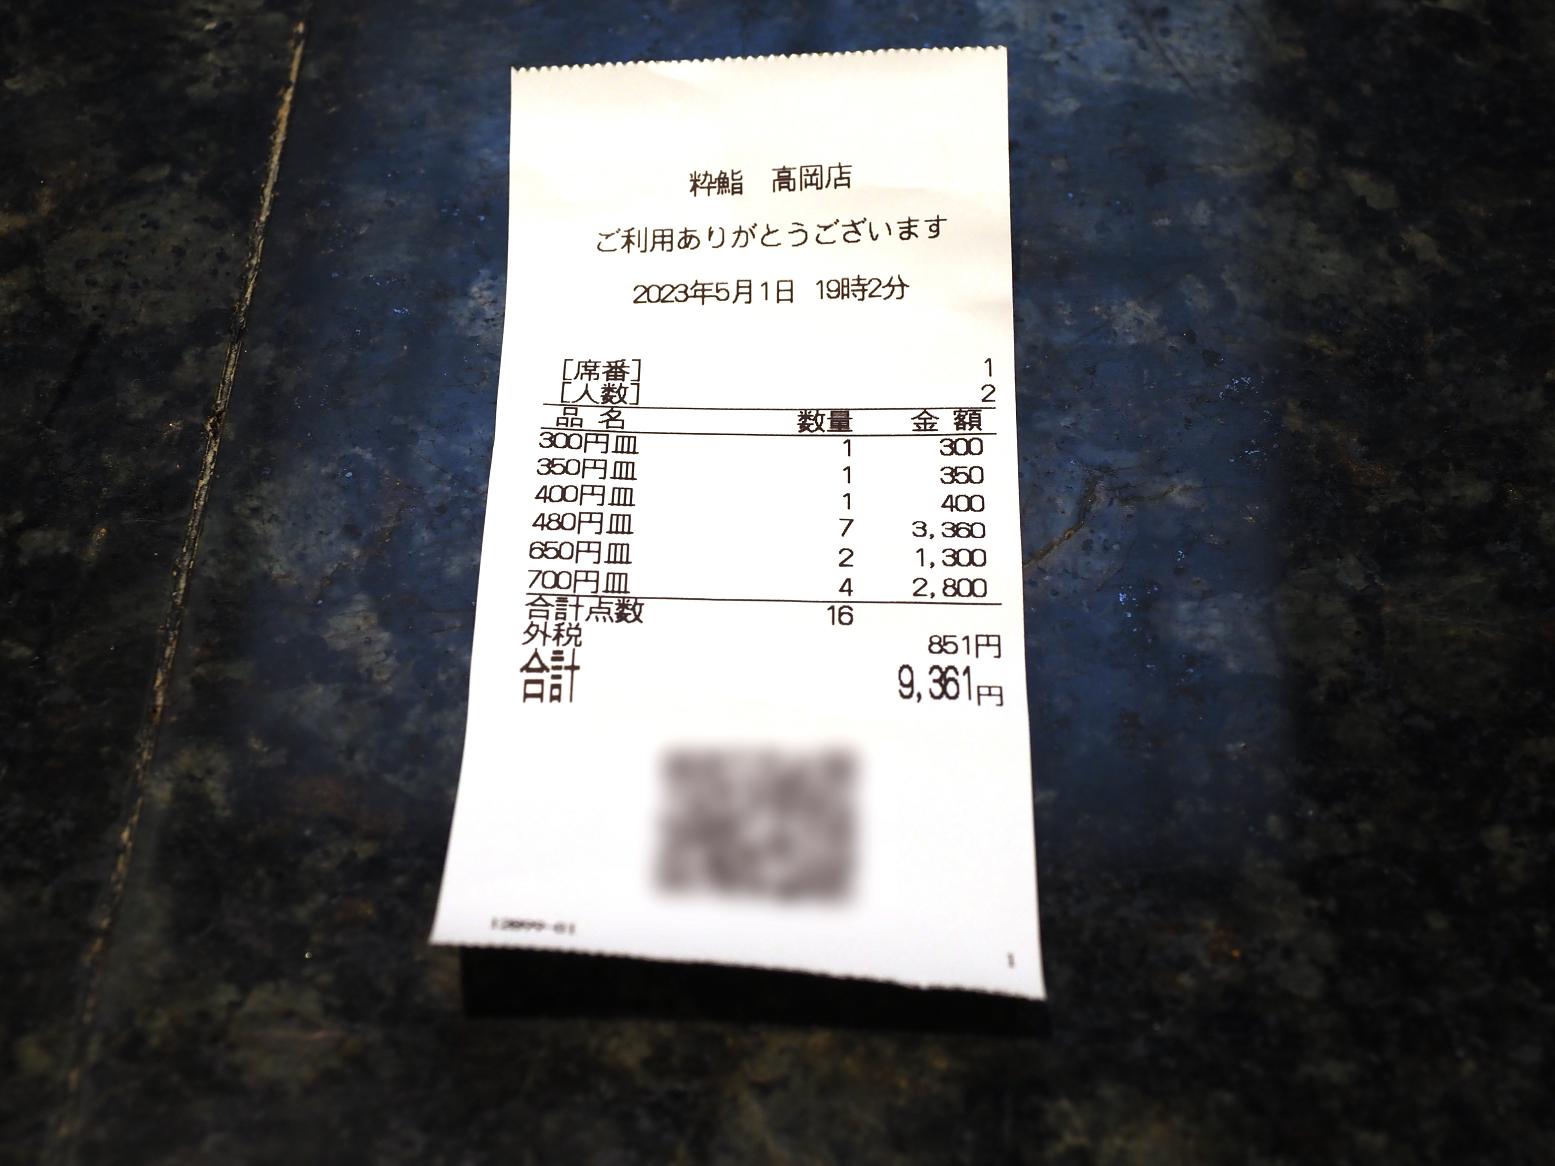 粋鮨 高岡店
ご利用ありがとうございます
2023年5月1日 19時2分
[席番] 1
[人数] 2
品名 数量 金額
300円皿 1 300
350円皿 1 350
400円皿 1 400
480円皿 7 3,360
650円皿 2 1,300
700円皿 4 2,800
合計点数 16
外税 851円
合計 9,361円
1